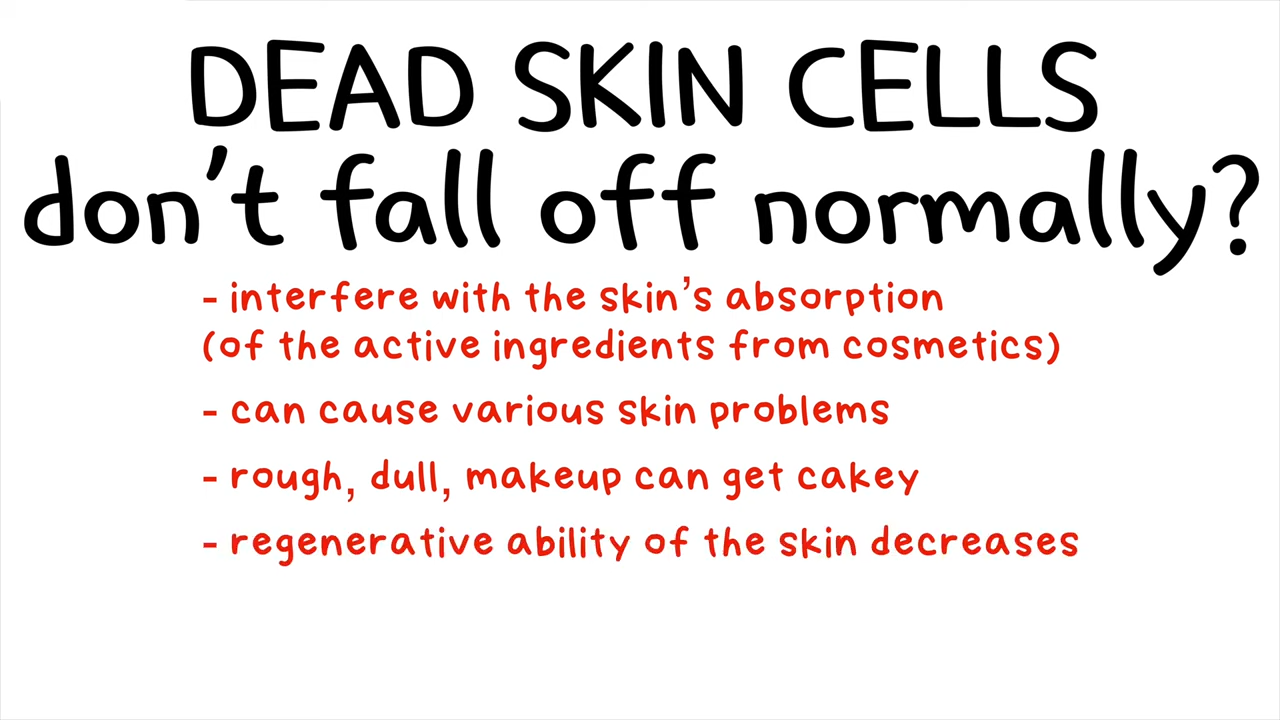 DEAD SKIN CELLS
don't fall off normally?
- interfere with the skin's absorption
(of the active ingredients from cosmetics)
- can cause various skin problems
- rough, dull, makeup can get cakey
- regenerative ability of the skin decreases